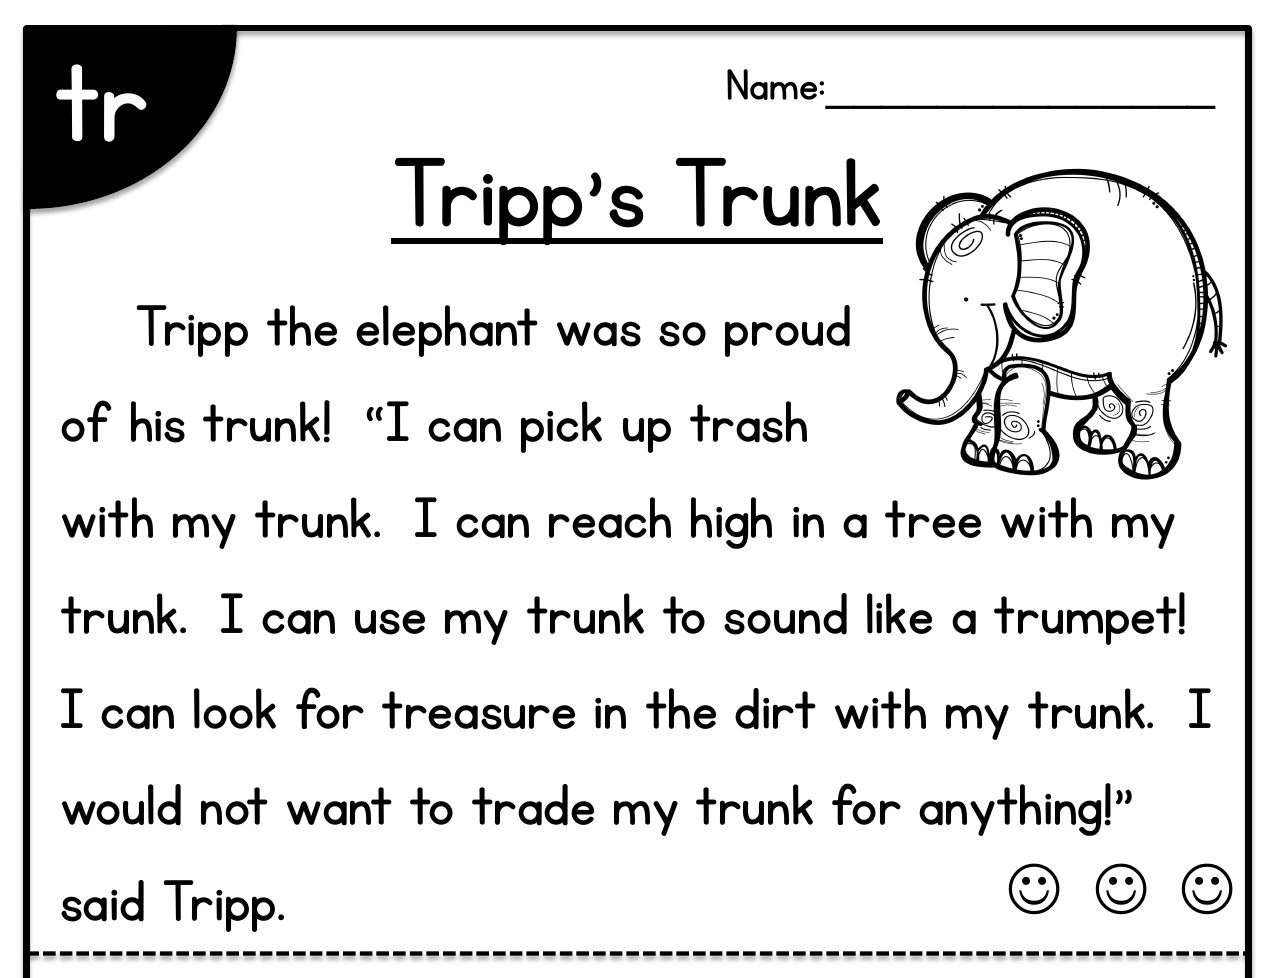 tr
Name:
Tripp’s Trunk
Tripp the elephant was so proud
of his trunk!  “I can pick up trash
with my trunk.  I can reach high in a tree with my
trunk.  I can use my trunk to sound like a trumpet!
I can look for treasure in the dirt with my trunk.  I
would not want to trade my trunk for anything!”
said Tripp.